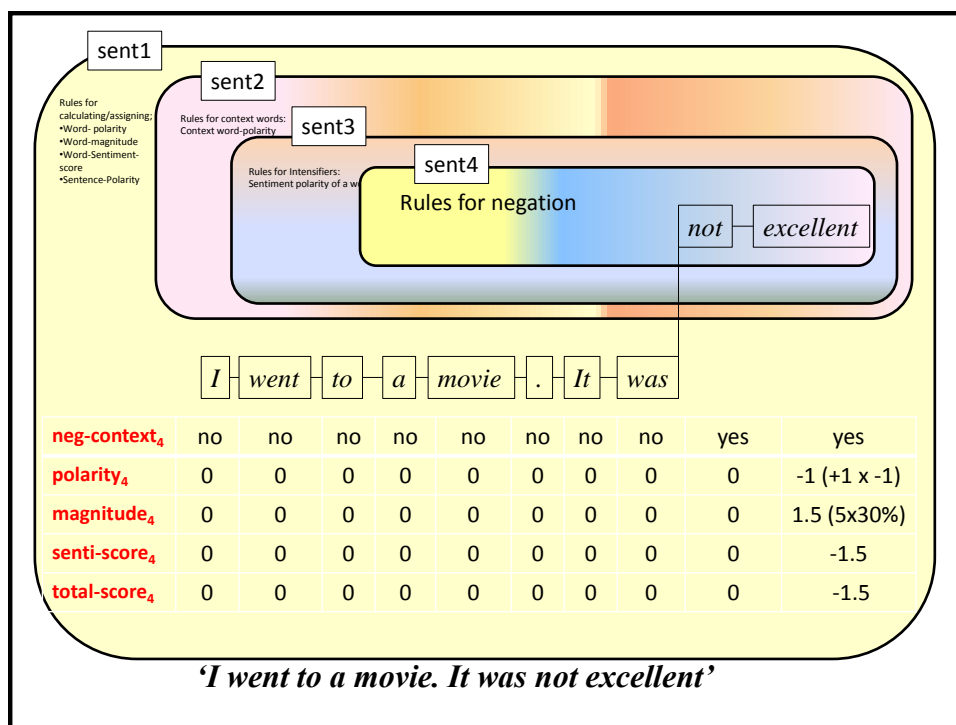 sent1
Rules for
calculating/assigning;
•Word- polarity
•Word-magnitude
•Word-Sentiment-
score
•Sentence-Polarity
sent2
Rules for context words:
Context word-polarity
sent3
Rules for Intensifiers:
Sentiment polarity of a
sent4
Rules for negation
not excellent
I went to a movie . It was
neg-context4 no no no no no no no no yes yes
polarity4 0 0 0 0 0 0 0 0 0 -1 (+1 x -1)
magnitude4 0 0 0 0 0 0 0 0 0 1.5 (5x30%)
senti-score4 0 0 0 0 0 0 0 0 0 -1.5
total-score4 0 0 0 0 0 0 0 0 0 -1.5
‘I went to a movie. It was not excellent’